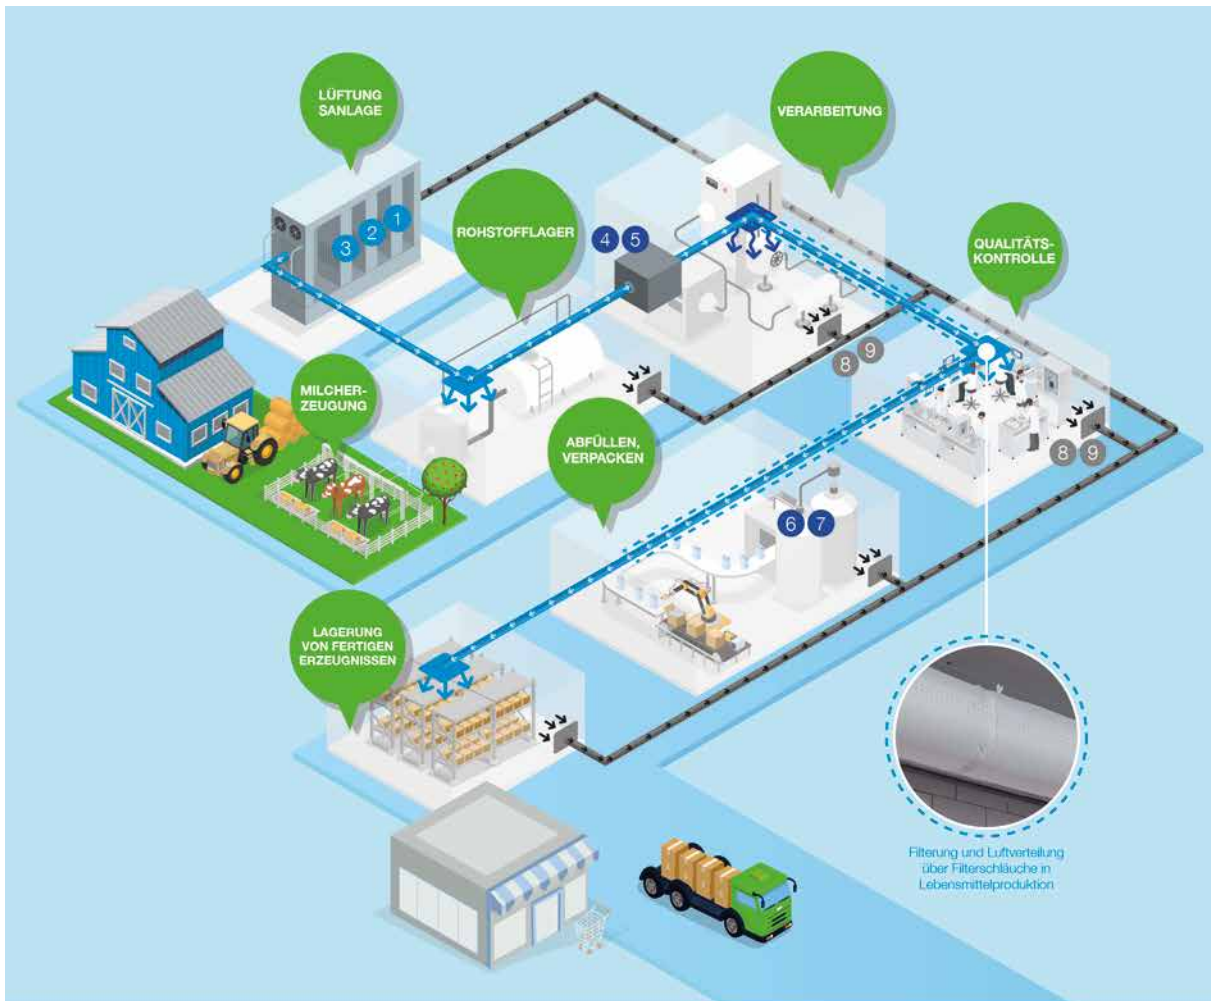 LÜFTUNG
SANLAGE
1
2
3
VERARBEITUNG
ROHSTOFFLAGER
4 5
QUALITÄTS-
KONTROLLE
8 9
MILCHER-
ZEUGUNG
ABFÜLLEN,
VERPACKEN
8 9
6 7
LAGERUNG
VON FERTIGEN
ERZEUGNISSEN
Filterung und Luftverteilung
über Filterschläuche in
Lebensmittelproduktion